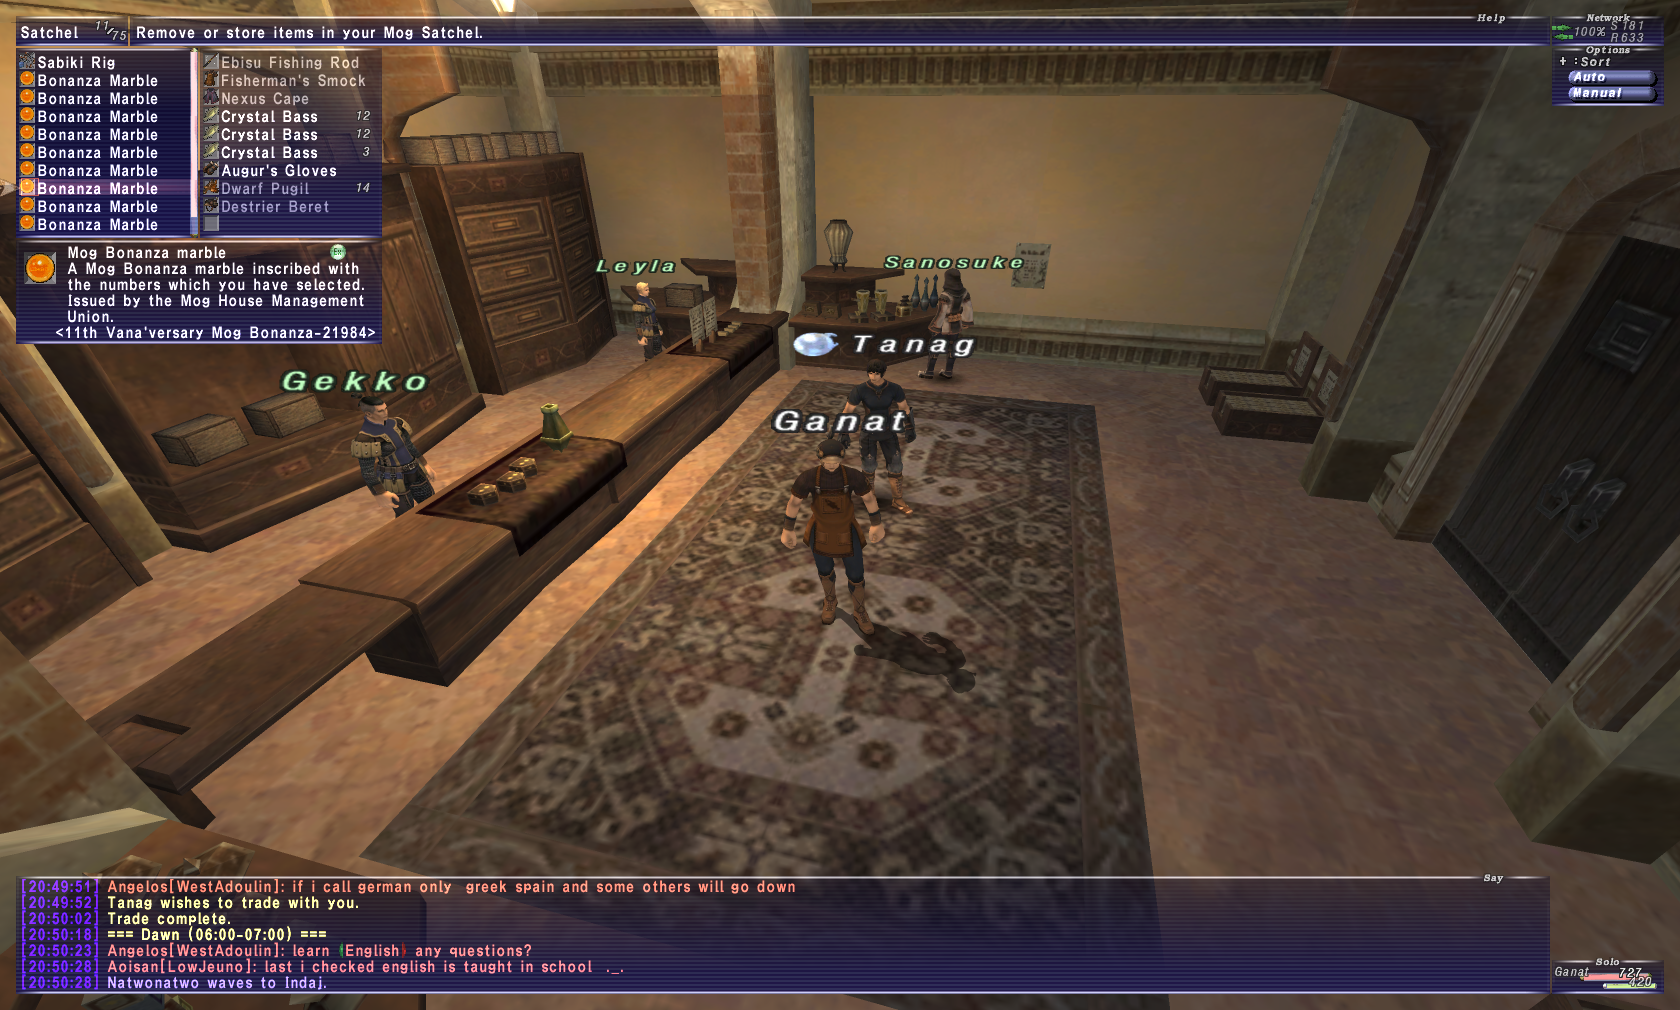 Satchel 11/75 Remove or store items in your Mog Satchel.
Help
Network
100% S 181
R 633
Options
+ :Sort
Auto
Manual
Sabiki Rig
Bonanza Marble
Bonanza Marble
Bonanza Marble
Bonanza Marble
Bonanza Marble
Bonanza Marble
Bonanza Marble
Bonanza Marble
Bonanza Marble
Ebisu Fishing Rod
Fisherman's Smock
Nexus Cape
Crystal Bass 12
Crystal Bass 12
Crystal Bass 3
Augur's Gloves
Dwarf Pugil 14
Destrier Beret
Mog Bonanza marble Ex
A Mog Bonanza marble inscribed with
the numbers which you have selected.
Issued by the Mog House Management
Union.
<11th Vana'versary Mog Bonanza-21984>
Leyla
Sanosuke
Tanag
Gekko
Ganat
Say
[20:49:51] Angelos[WestAdoulin]: if i call german only greek spain and some others will go down
[20:49:52] Tanag wishes to trade with you.
[20:50:02] Trade complete.
[20:50:18] === Dawn (06:00-07:00) ===
[20:50:23] Angelos[WestAdoulin]: learn English any questions?
[20:50:28] Aoisan[LowJeuno]: last i checked english is taught in school ._.
[20:50:28] Natwonatwo waves to Indaj.
Solo
Ganat 727
420